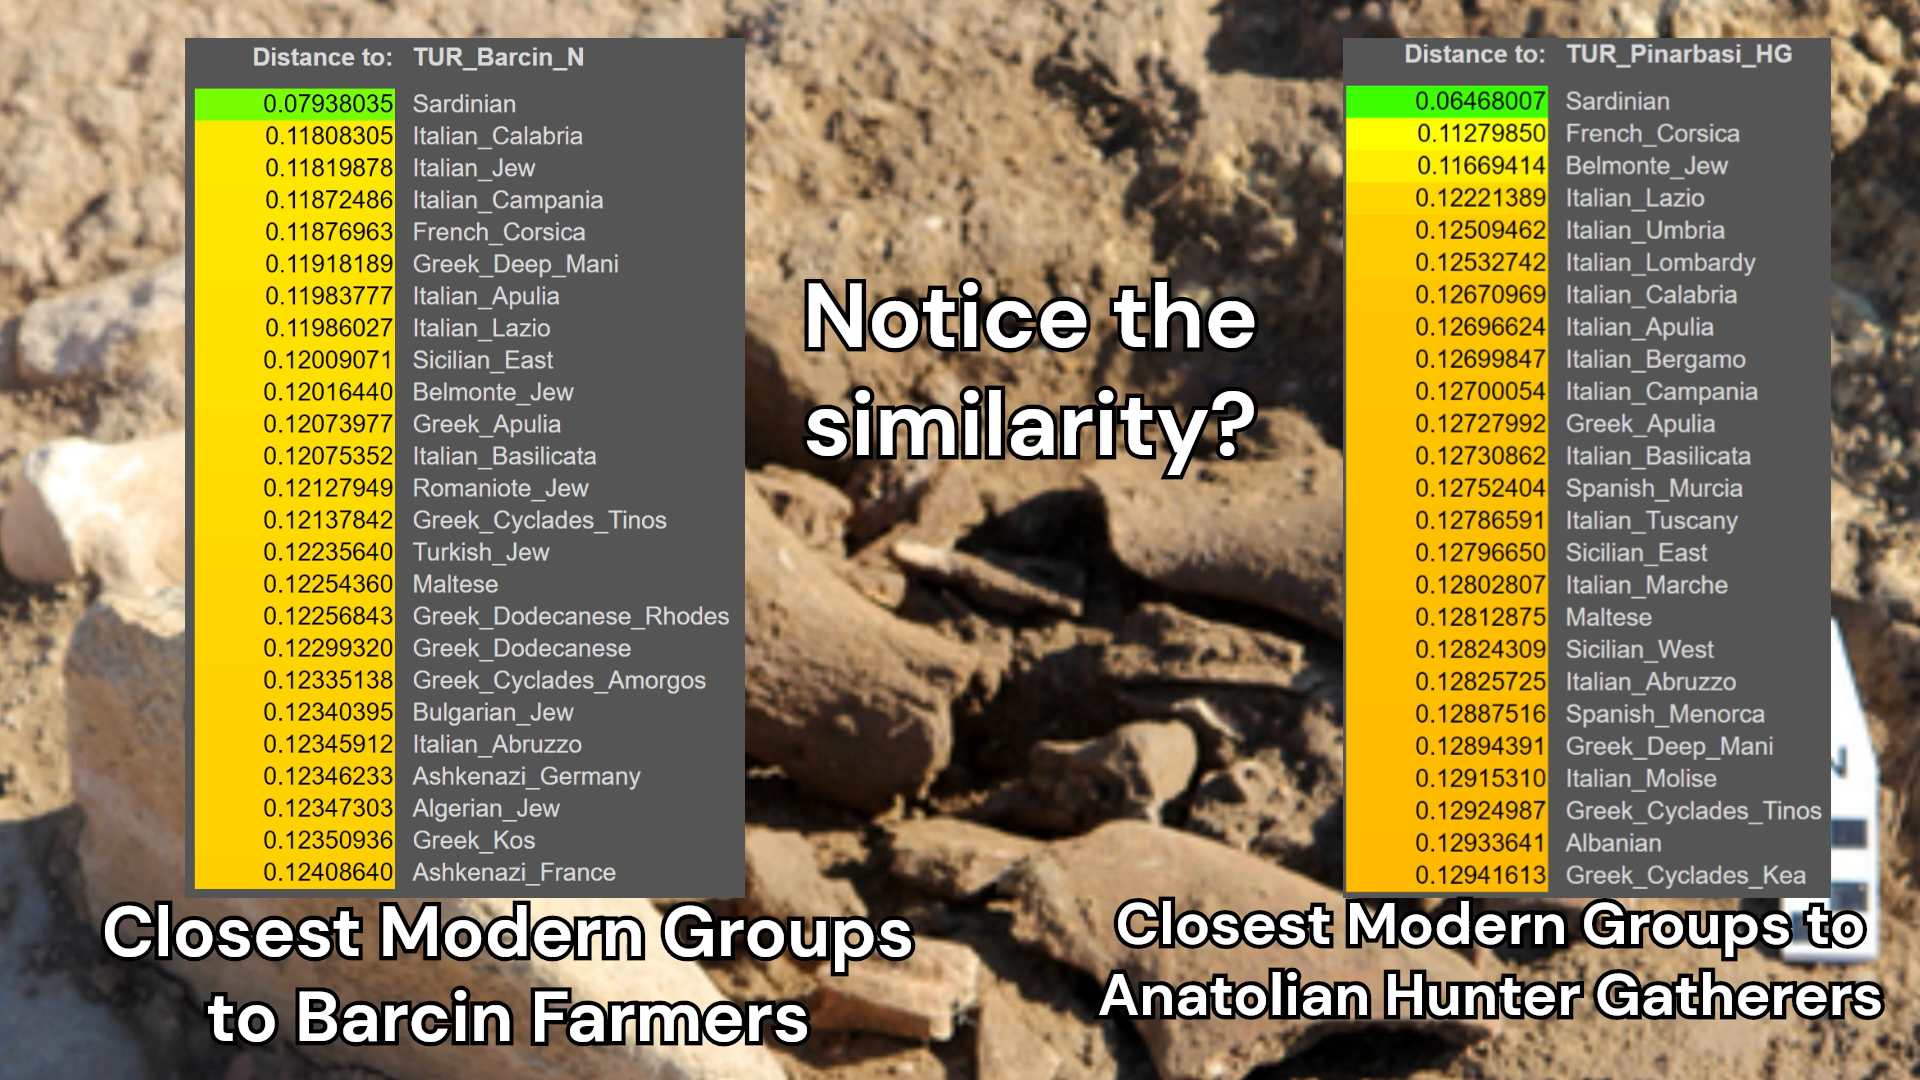 Distance to: TUR_Barcin_N
0.07938035 Sardinian
0.11808305 Italian_Calabria
0.11819878 Italian_Jew
0.11872486 Italian_Campania
0.11876963 French_Corsica
0.11918189 Greek_Deep_Mani
0.11983777 Italian_Apulia
0.11986027 Italian_Lazio
0.12009071 Sicilian_East
0.12016440 Belmonte_Jew
0.12073977 Greek_Apulia
0.12075352 Italian_Basilicata
0.12127949 Romaniote_Jew
0.12137842 Greek_Cyclades_Tinos
0.12235640 Turkish_Jew
0.12254360 Maltese
0.12256843 Greek_Dodecanese_Rhodes
0.12299320 Greek_Dodecanese
0.12335138 Greek_Cyclades_Amorgos
0.12340395 Bulgarian_Jew
0.12345912 Italian_Abruzzo
0.12346233 Ashkenazi_Germany
0.12347303 Algerian_Jew
0.12350936 Greek_Kos
0.12408640 Ashkenazi_France
Closest Modern Groups
to Barcin Farmers
Notice the
similarity?
Distance to: TUR_Pinarbasi_HG
0.06468007 Sardinian
0.11279850 French_Corsica
0.11669414 Belmonte_Jew
0.12221389 Italian_Lazio
0.12509462 Italian_Umbria
0.12532742 Italian_Lombardy
0.12670969 Italian_Calabria
0.12696624 Italian_Apulia
0.12699847 Italian_Bergamo
0.12700054 Italian_Campania
0.12727992 Greek_Apulia
0.12730862 Italian_Basilicata
0.12752404 Spanish_Murcia
0.12786591 Italian_Tuscany
0.12796650 Sicilian_East
0.12802807 Italian_Marche
0.12812875 Maltese
0.12824309 Sicilian_West
0.12825725 Italian_Abruzzo
0.12887516 Spanish_Menorca
0.12894391 Greek_Deep_Mani
0.12915310 Italian_Molise
0.12924987 Greek_Cyclades_Tinos
0.12933641 Albanian
0.12941613 Greek_Cyclades_Kea
Closest Modern Groups to
Anatolian Hunter Gatherers